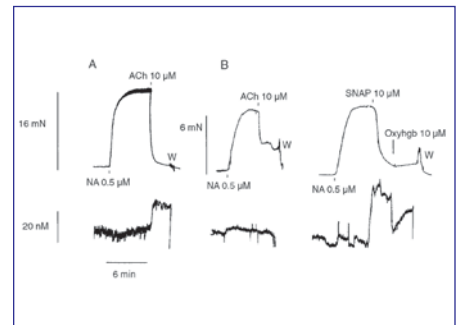 A
B
ACh 10 µM
ACh 10 µM
SNAP 10 µM
16 mN
6 mN
Oxyhgb 10 µM
W
W
W
NA 0.5 µM
NA 0.5 µM
NA 0.5 µM
20 nM
6 min